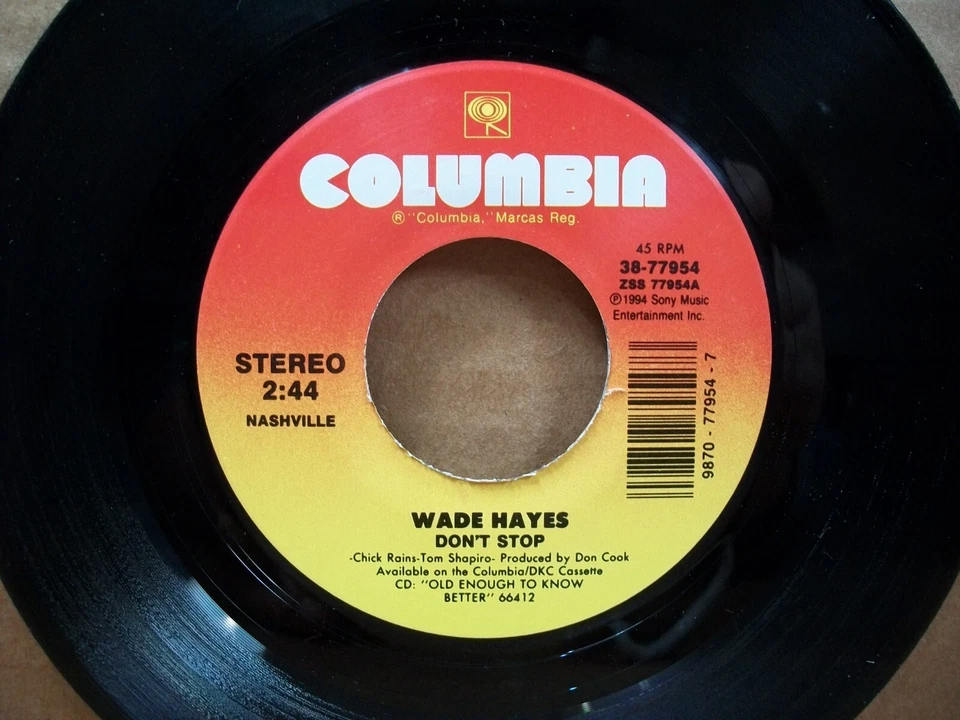 COLUMBIA
® "Columbia," Marcas Reg.
45 RPM
38-77954
ZSS 77954A
Ⓟ1994 Sony Music
Entertainment Inc.
STEREO
2:44
NASHVILLE
9870 - 77954 - 7
WADE HAYES
DON'T STOP
-Chick Rains-Tom Shapiro- Produced by Don Cook
Available on the Columbia/DKC Cassette
CD: "OLD ENOUGH TO KNOW
BETTER" 66412